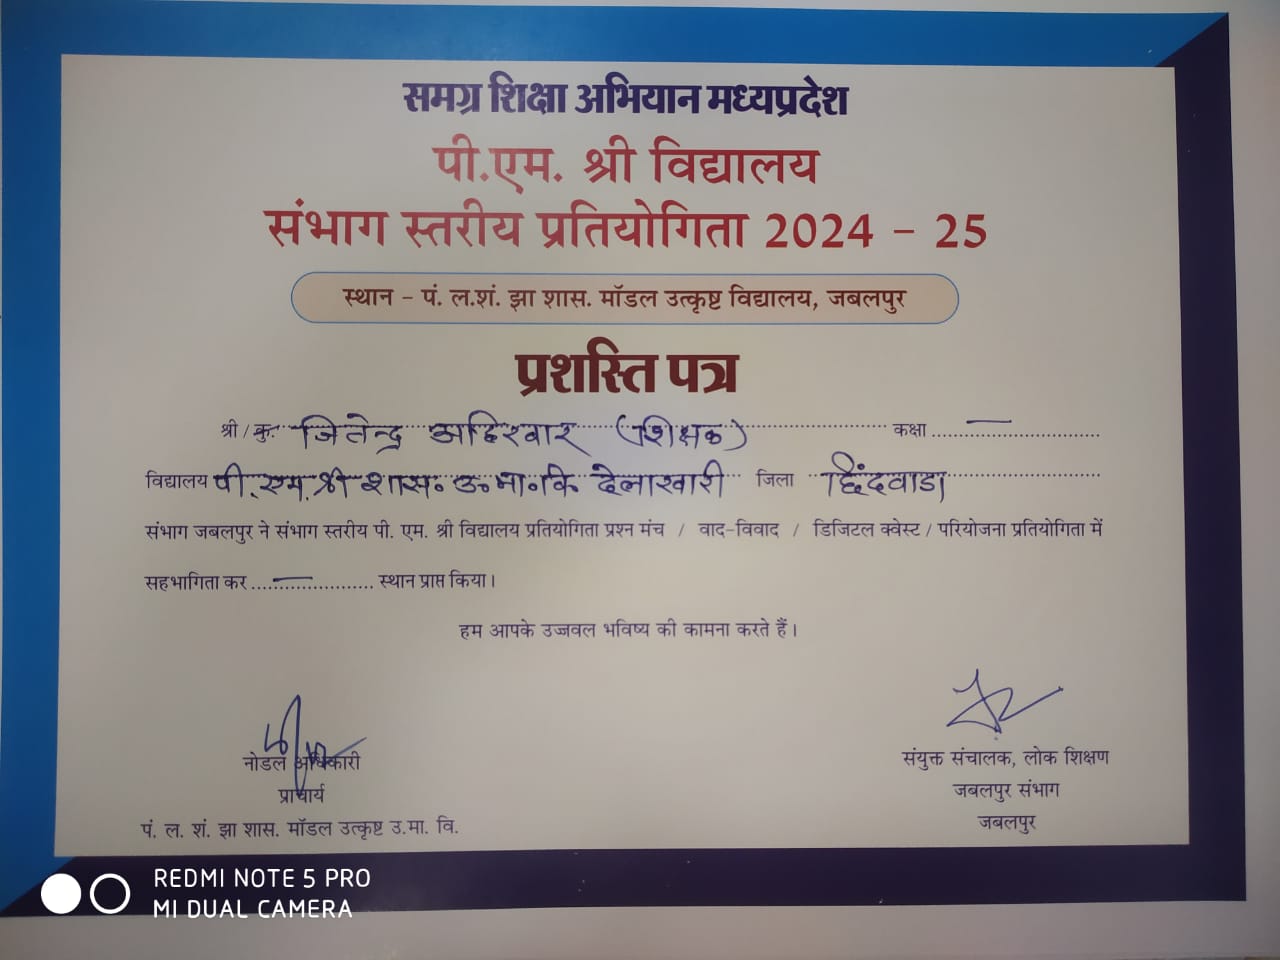 समग्र शिक्षा अभियान मध्यप्रदेश
पी.एम. श्री विद्यालय
संभाग स्तरीय प्रतियोगिता 2024 – 25
स्थान – पं. ल.शं. झा शास. मॉडल उत्कृष्ट विद्यालय, जबलपुर
प्रशस्ति पत्र
श्री / कु. जितेन्द्र अहिरवार (शिक्षक) कक्षा —
विद्यालय पी.एम.श्री शास. उ.मा.वि देलाखारी जिला छिंदवाडा
संभाग जबलपुर ने संभाग स्तरीय पी. एम. श्री विद्यालय प्रतियोगिता प्रश्न मंच / वाद-विवाद / डिजिटल क्वेस्ट / परियोजना प्रतियोगिता में
सहभागिता कर — स्थान प्राप्त किया।
हम आपके उज्जवल भविष्य की कामना करते हैं।
नोडल अधिकारी
प्राचार्य
पं. ल. शं. झा शास. मॉडल उत्कृष्ट उ.मा. वि.
संयुक्त संचालक, लोक शिक्षण
जबलपुर संभाग
जबलपुर
REDMI NOTE 5 PRO
MI DUAL CAMERA